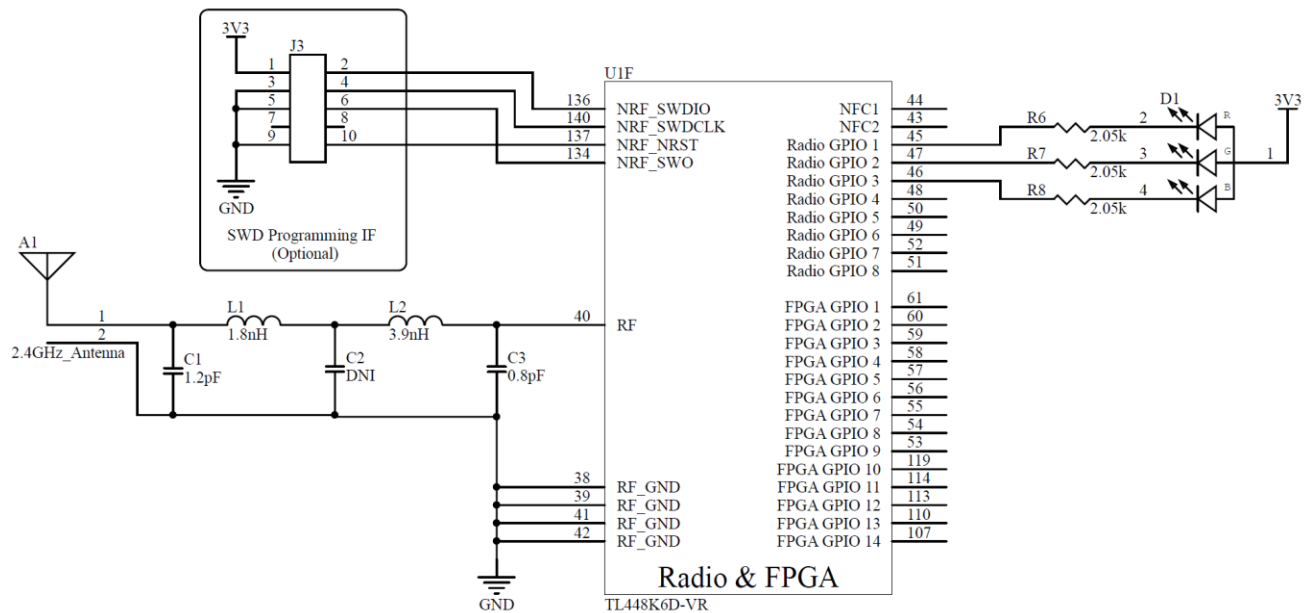 3V3
J3
1 2
3 4
5 6
7 8
9 10
GND
SWD Programming IF
(Optional)
U1F
136 NRF_SWDIO NFC1 44
140 NRF_SWDCLK NFC2 43
137 NRF_NRST Radio GPIO 1 45
134 NRF_SWO Radio GPIO 2 47
Radio GPIO 3 46
Radio GPIO 4 48
Radio GPIO 5 50
Radio GPIO 6 49
Radio GPIO 7 52
Radio GPIO 8 51
R6 2.05k 2
R7 2.05k 3
R8 2.05k 4
D1
R
G
B
1
3V3
A1
1
2
2.4GHz_Antenna
L1
1.8nH
L2
3.9nH
C1
1.2pF
C2
DNI
C3
0.8pF
40 RF
38 RF_GND
39 RF_GND
41 RF_GND
42 RF_GND
GND
FPGA GPIO 1 61
FPGA GPIO 2 60
FPGA GPIO 3 59
FPGA GPIO 4 58
FPGA GPIO 5 57
FPGA GPIO 6 56
FPGA GPIO 7 55
FPGA GPIO 8 54
FPGA GPIO 9 53
FPGA GPIO 10 119
FPGA GPIO 11 114
FPGA GPIO 12 113
FPGA GPIO 13 110
FPGA GPIO 14 107
Radio & FPGA
TL448K6D-VR